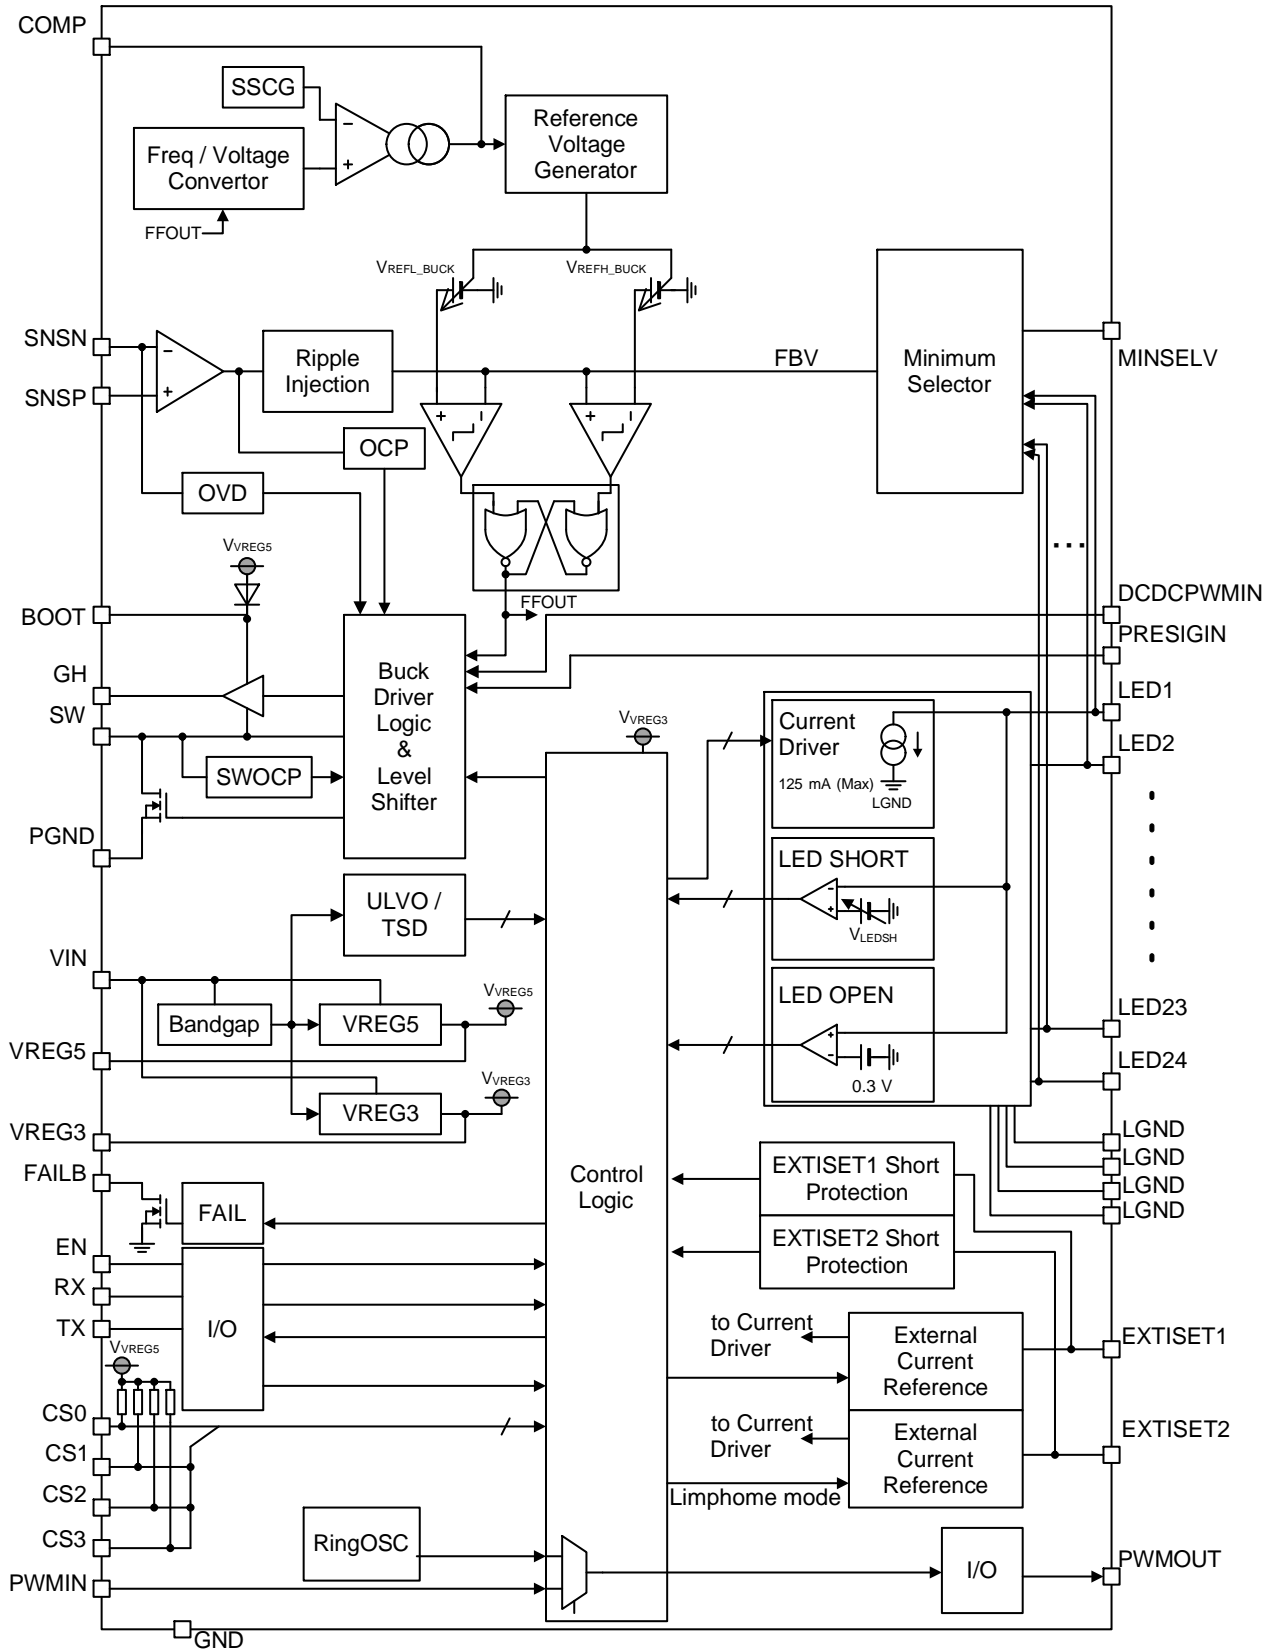 COMP
SSCG
−
+
Freq / Voltage
Convertor
FFOUT
Reference
Voltage
Generator
VREFL_BUCK
VREFH_BUCK
SNSN
SNSP
−
+
Ripple
Injection
FBV
Minimum
Selector
MINSELV
+
−
+
−
OCP
OVD
VVREG5
FFOUT
...
BOOT
GH
SW
PGND
Buck
Driver
Logic
&
Level
Shifter
SWOCP
DCDCPWMIN
PRESIGIN
LED1
LED2
VVREG3
Current
Driver
125 mA (Max)
LGND
LED SHORT
−
+
VLEDSH
LED OPEN
+
−
0.3 V
LED23
LED24
LGND
LGND
LGND
LGND
ULVO /
TSD
VIN
Bandgap
VREG5
VVREG5
VREG5
VREG3
VVREG3
VREG3
FAILB
FAIL
Control
Logic
EXTISET1 Short
Protection
EXTISET2 Short
Protection
EN
RX
TX
I/O
VVREG5
CS0
CS1
CS2
CS3
to Current
Driver
External
Current
Reference
EXTISET1
to Current
Driver
External
Current
Reference
EXTISET2
Limphome mode
RingOSC
PWMIN
I/O
PWMOUT
GND